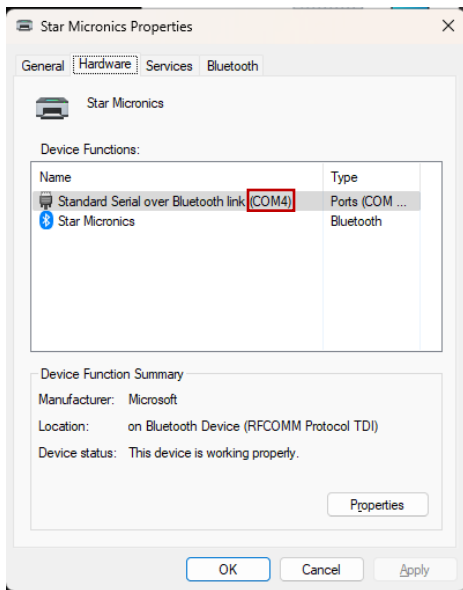 Star Micronics Properties
General Hardware Services Bluetooth
Star Micronics
Device Functions:
Name Type
Standard Serial over Bluetooth link (COM4) Ports (COM ...
Star Micronics Bluetooth
Device Function Summary
Manufacturer: Microsoft
Location: on Bluetooth Device (RFCOMM Protocol TDI)
Device status: This device is working properly.
Properties
OK Cancel Apply